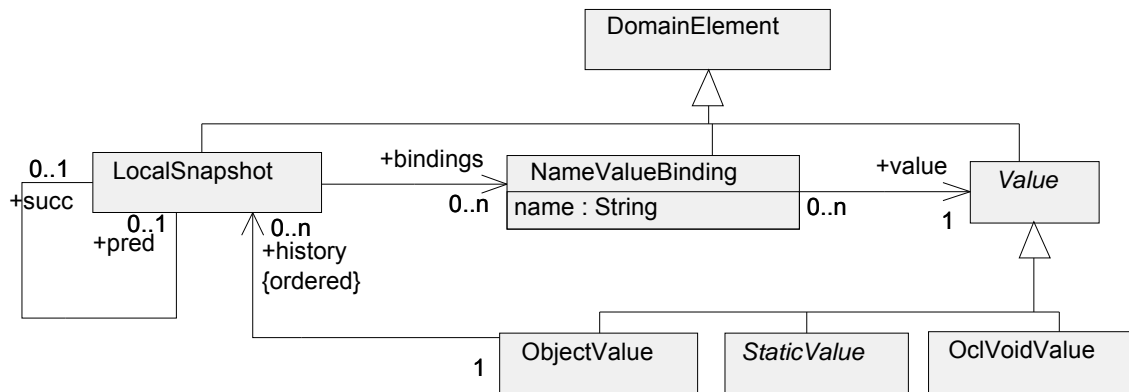 DomainElement
0..1
LocalSnapshot
+bindings
NameValueBinding
+value
Value
+succ
0..1
0..n
0..n
name : String
0..n
1
+pred
+history
{ordered}
1
ObjectValue
StaticValue
OclVoidValue